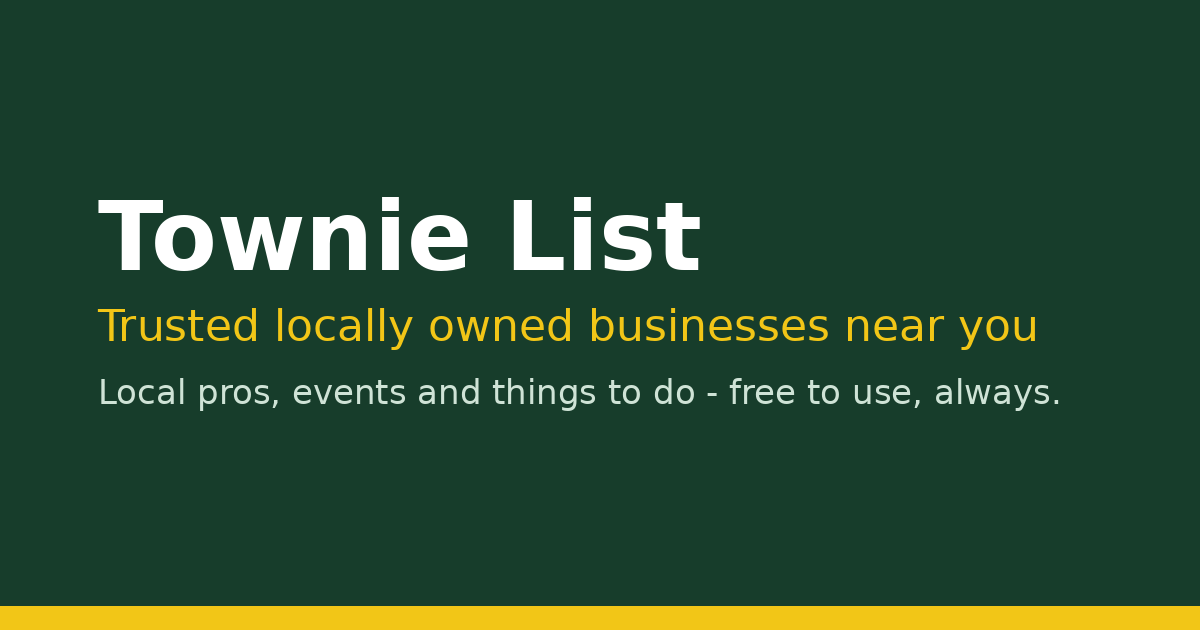 Townie List
Trusted locally owned businesses near you
Local pros, events and things to do - free to use, always.